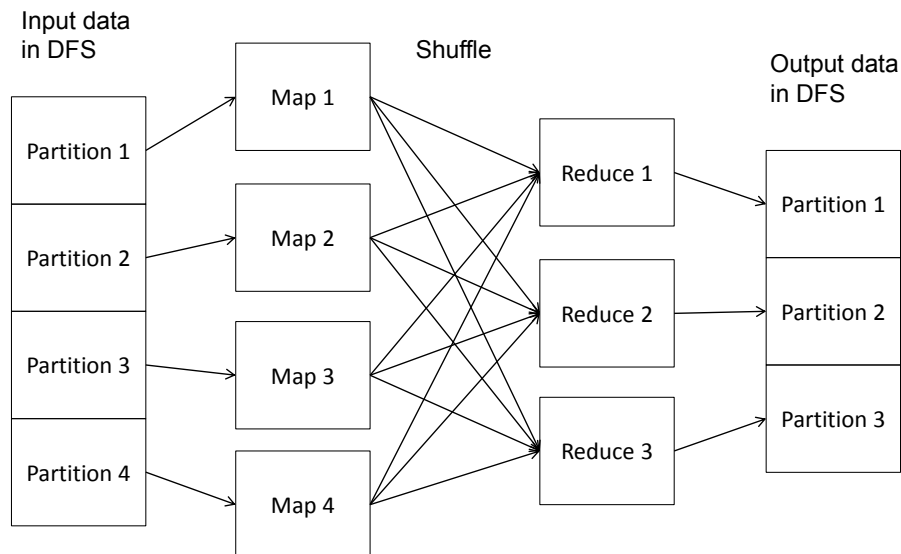 Input data
in DFS
Partition 1
Partition 2
Partition 3
Partition 4
Map 1
Map 2
Map 3
Map 4
Shuffle
Reduce 1
Reduce 2
Reduce 3
Output data
in DFS
Partition 1
Partition 2
Partition 3